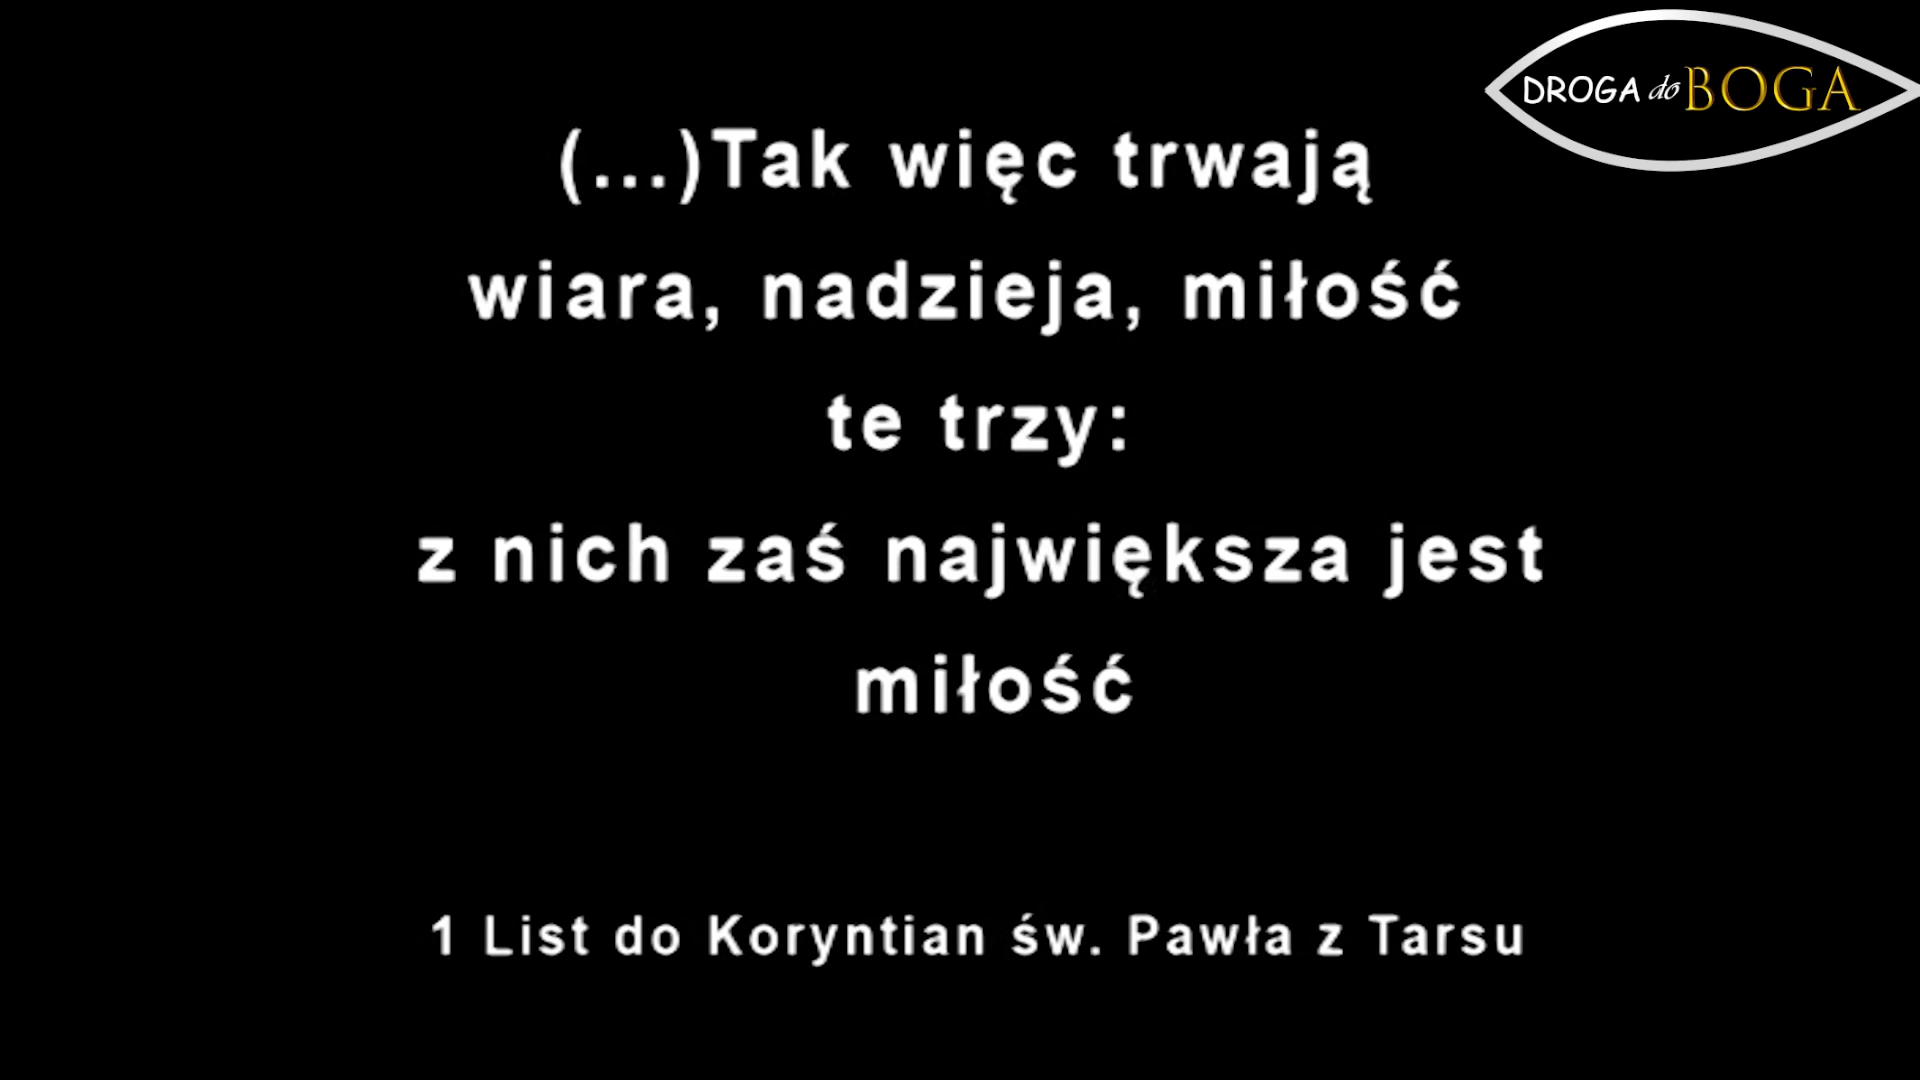 DROGA do BOGA
(...)Tak więc trwają
wiara, nadzieja, miłość
te trzy:
z nich zaś największa jest
miłość
1 List do Koryntian św. Pawła z Tarsu